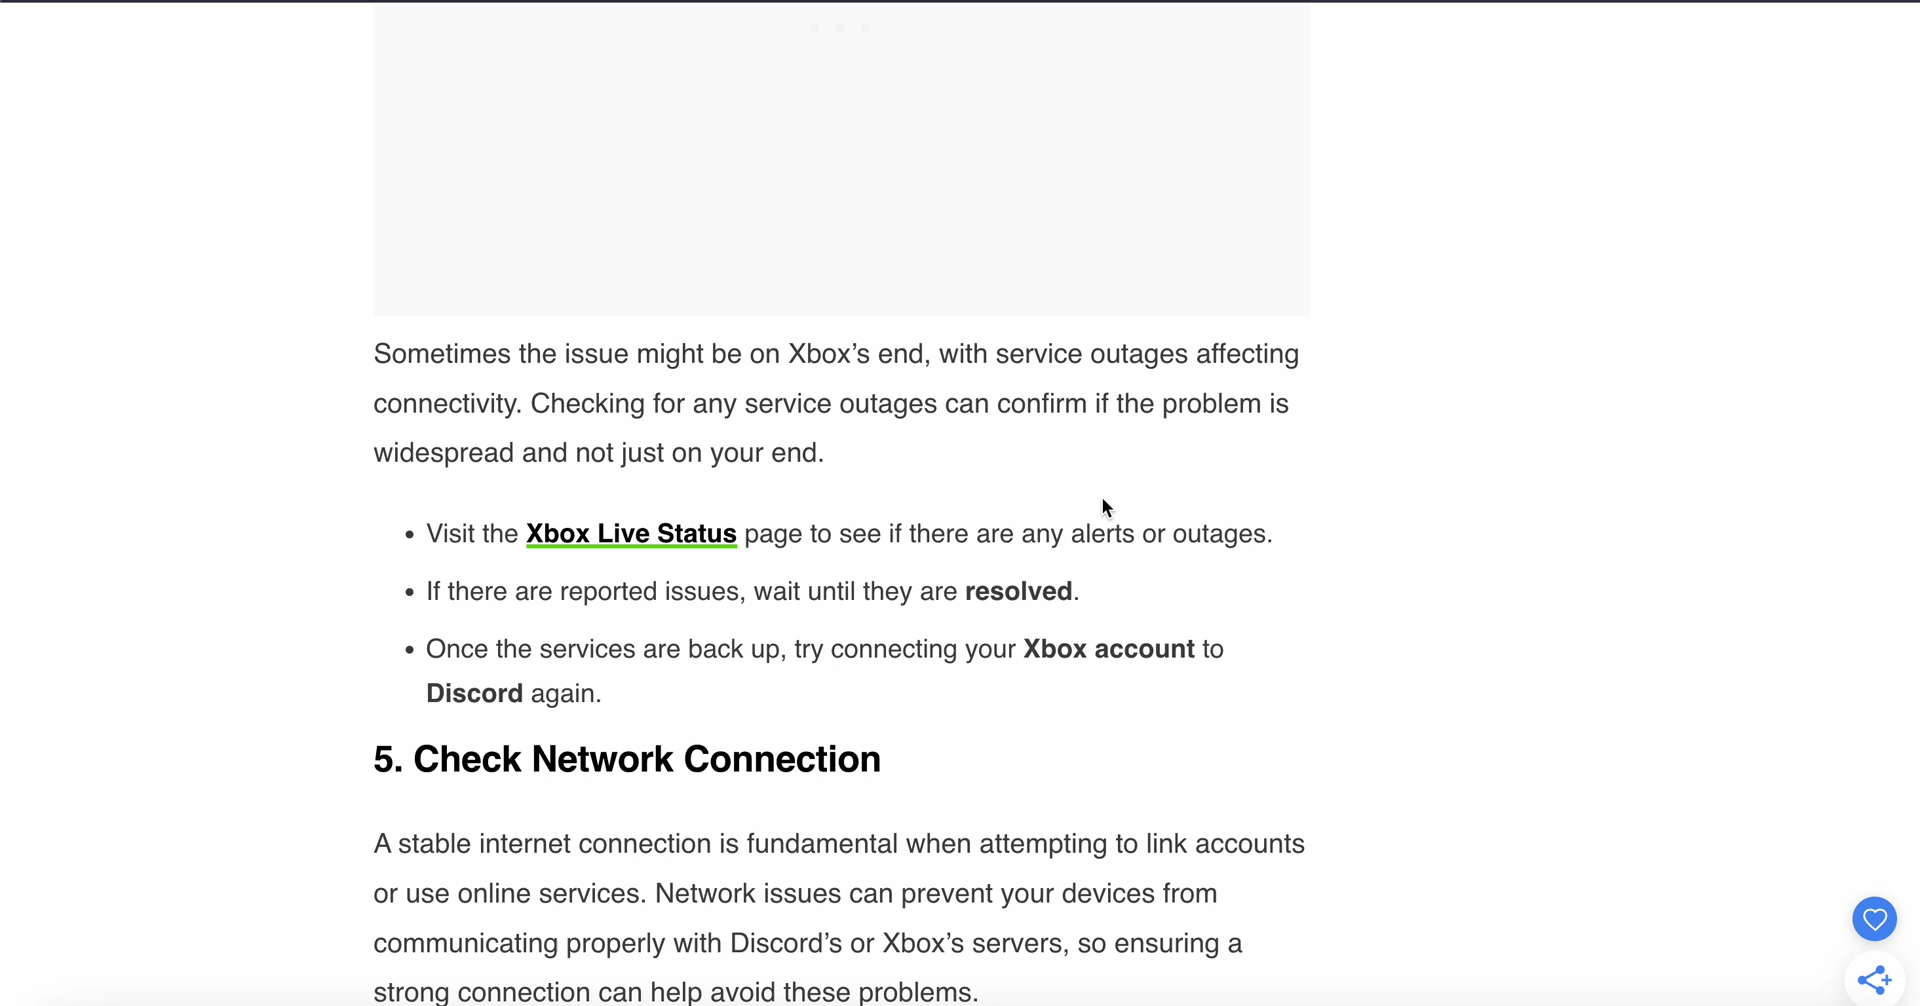 Sometimes the issue might be on Xbox’s end, with service outages affecting
connectivity. Checking for any service outages can confirm if the problem is
widespread and not just on your end.
• Visit the Xbox Live Status page to see if there are any alerts or outages.
• If there are reported issues, wait until they are resolved.
• Once the services are back up, try connecting your Xbox account to
Discord again.
5. Check Network Connection
A stable internet connection is fundamental when attempting to link accounts
or use online services. Network issues can prevent your devices from
communicating properly with Discord’s or Xbox’s servers, so ensuring a
strong connection can help avoid these problems.